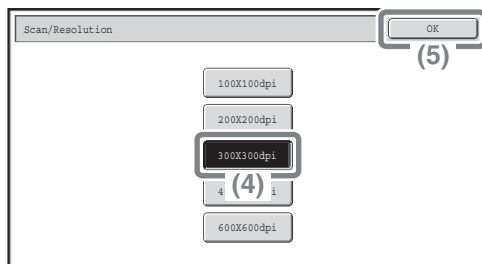 Scan/Resolution
OK
(5)
100X100dpi
200X200dpi
300X300dpi
(4)
600X600dpi